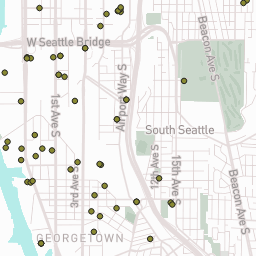 Beacon Ave S
W Seattle Bridge
Airport Way S
1st Ave S
South Seattle
3rd Ave S
12th Ave S
15th Ave S
Beacon Ave S
GEORGETOWN